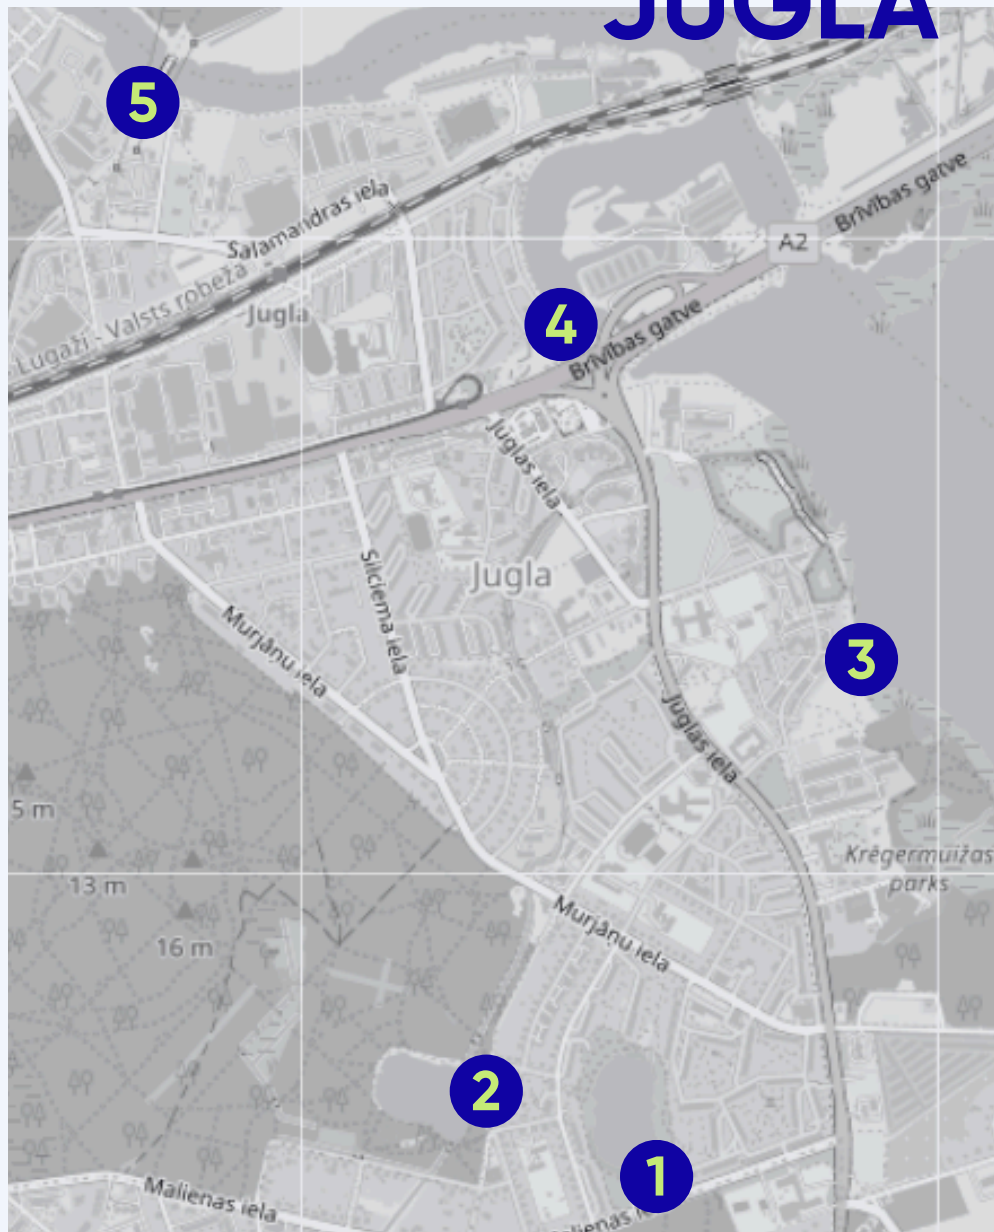 JUGLA
5
Brīvības gatve
Salamandras iela
A2
Lugaži - Valsts robeža
Jugla
4
Brīvības gatve
Juglas iela
Silciema iela
Jugla
Murjāņu iela
3
Juglas iela
5 m
Krēgermuižas
parks
13 m
Murjāņu iela
16 m
2
1
Malienas iela